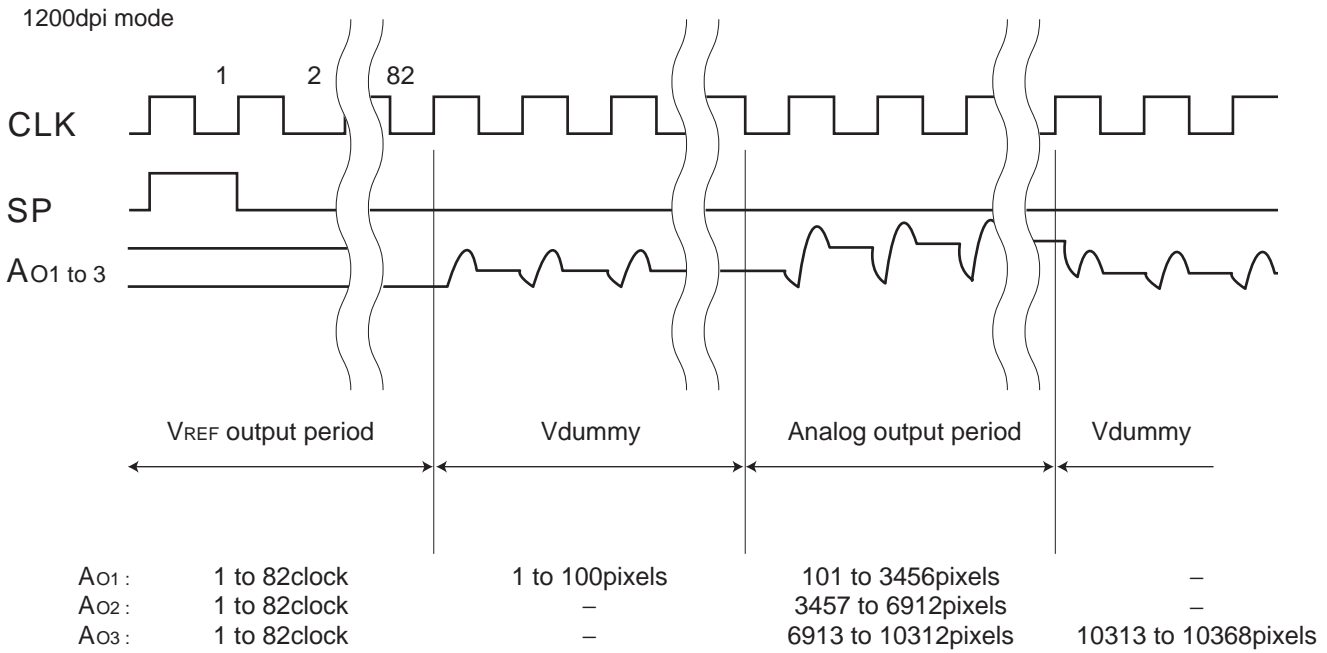 1200dpi mode
1 2 82
CLK
SP
AO1 to 3
VREF output period Vdummy Analog output period Vdummy
AO1 : 1 to 82clock 1 to 100pixels 101 to 3456pixels –
AO2 : 1 to 82clock – 3457 to 6912pixels –
AO3 : 1 to 82clock – 6913 to 10312pixels 10313 to 10368pixels